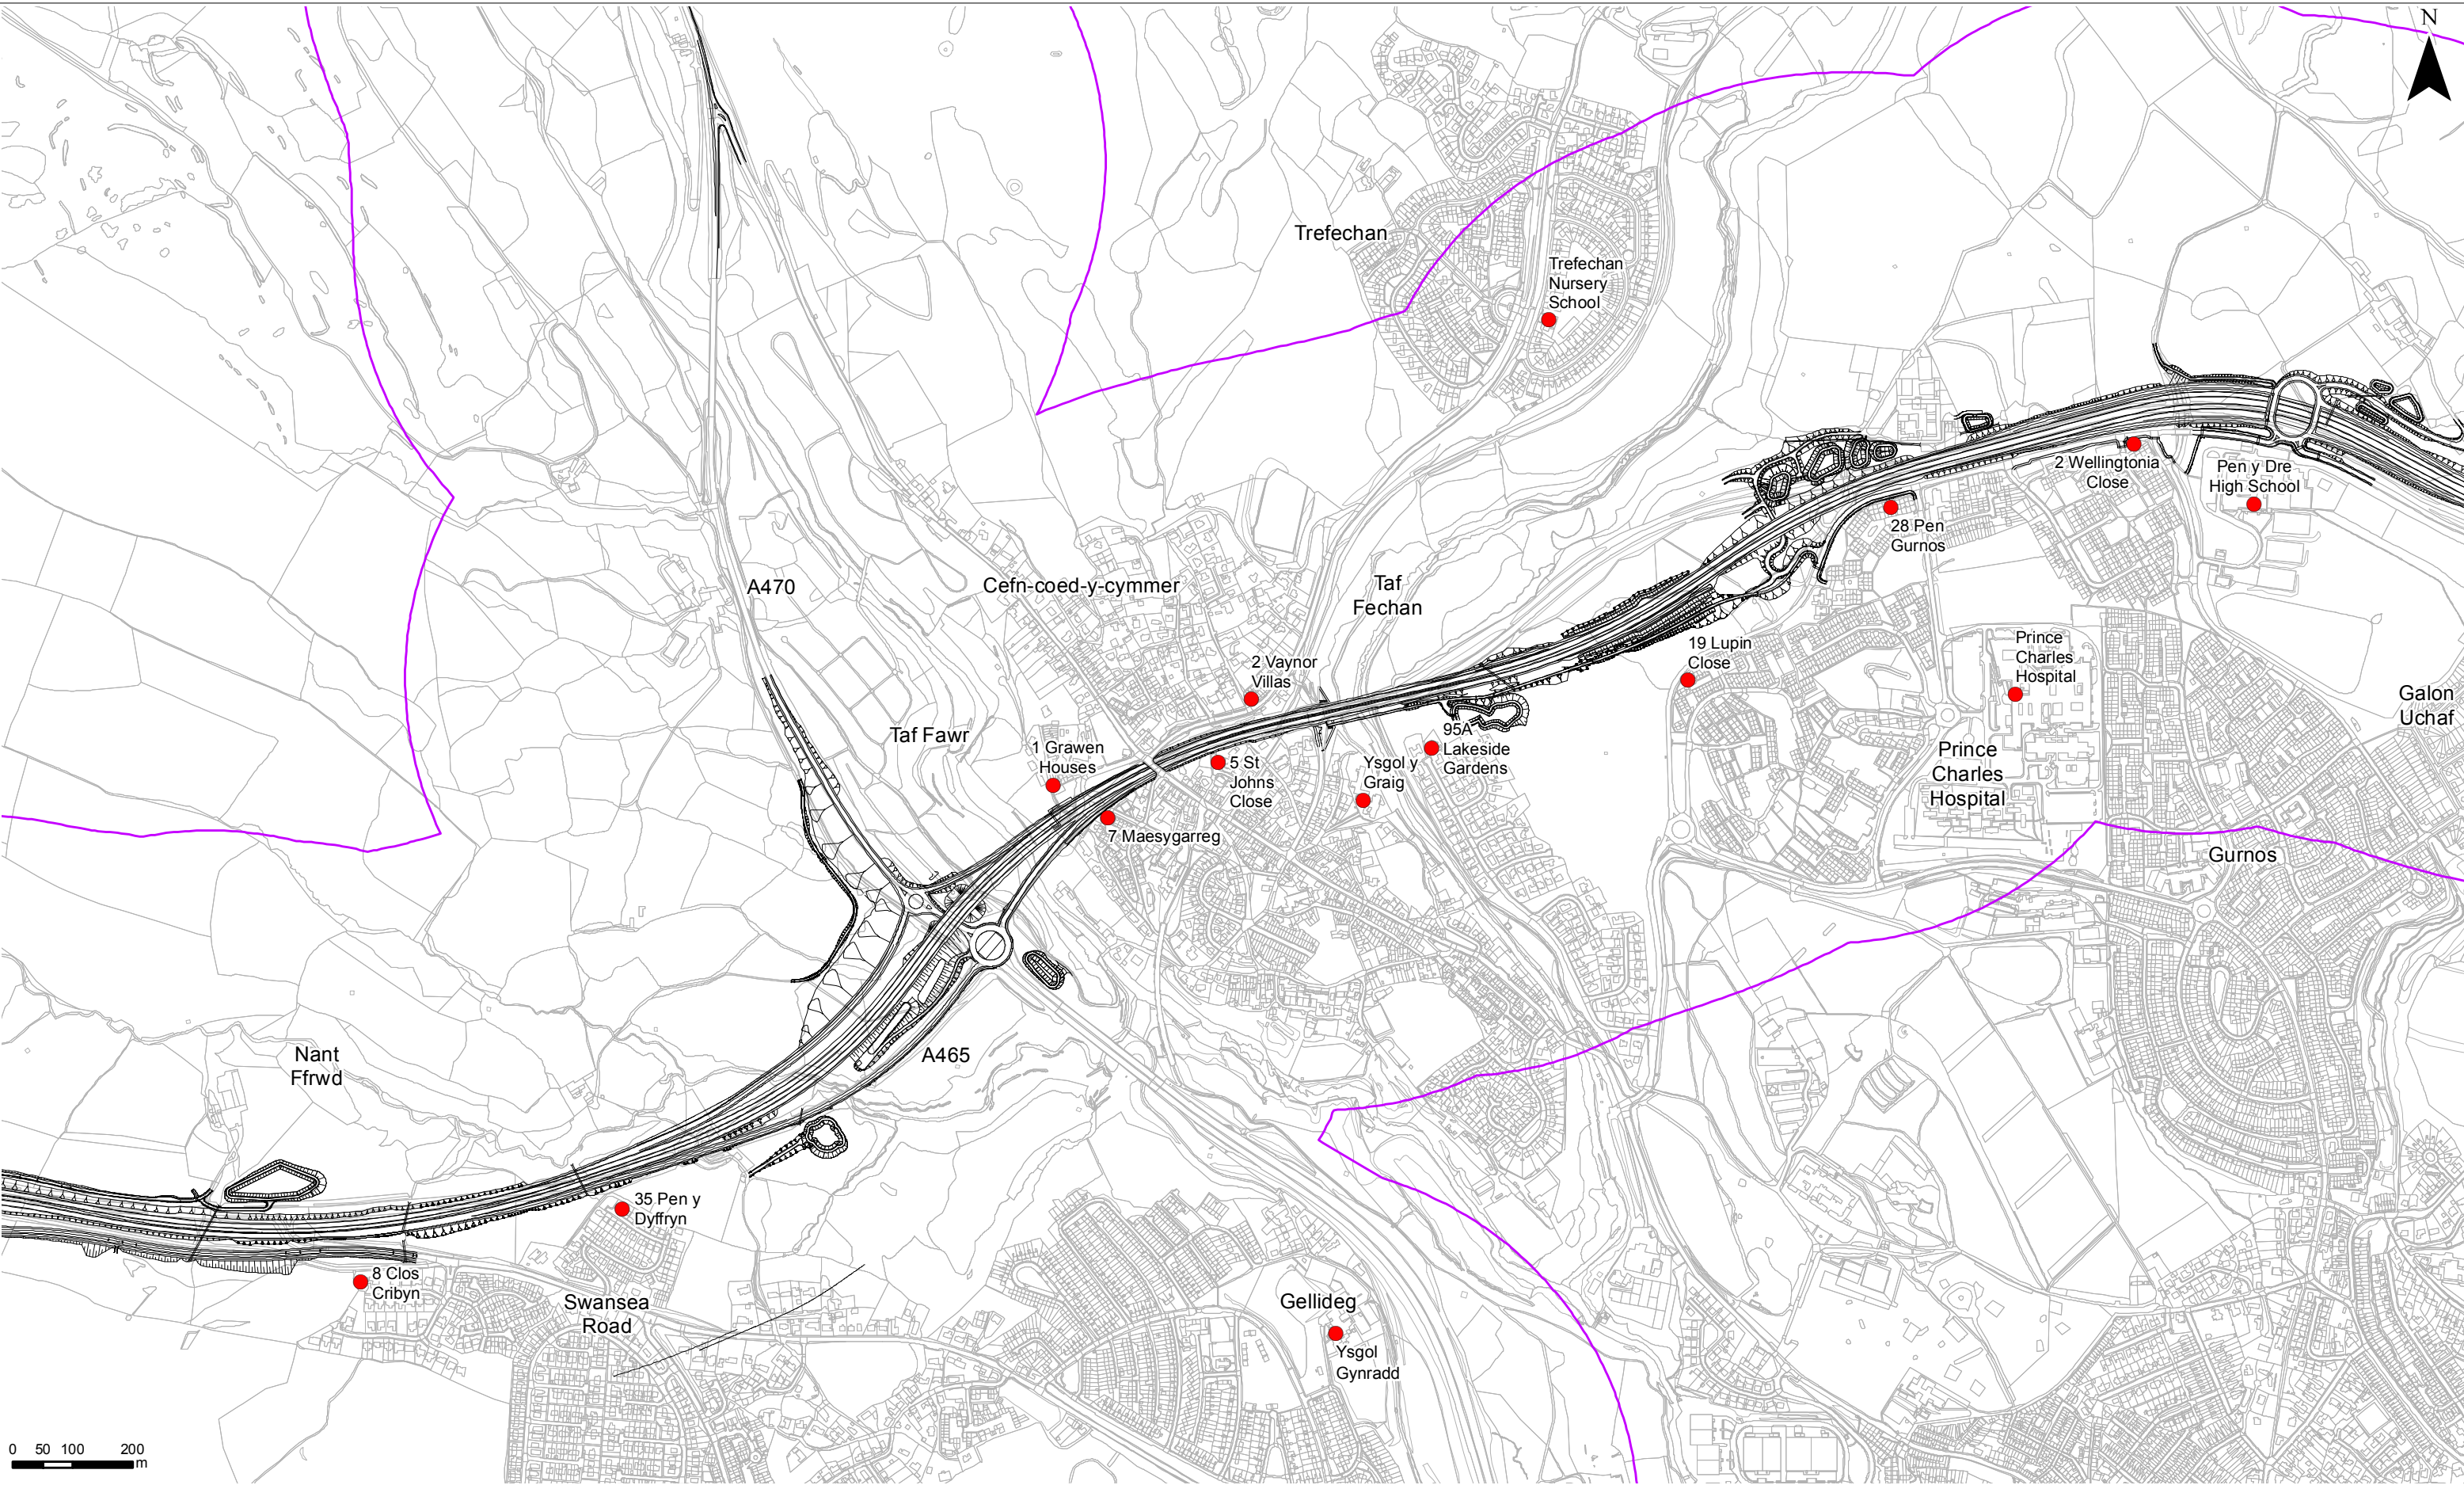 N
Trefechan
Trefechan
Nursery
School
2 Wellingtonia
Close
Pen y Dre
High School
28 Pen
Gurnos
A470
Cefn-coed-y-cymmer
Taf
Fechan
2 Vaynor
Villas
19 Lupin
Close
Prince
Charles
Hospital
Galon
Uchaf
Taf Fawr
1 Grawen
Houses
95A
Lakeside
Gardens
5 St
Johns
Close
Ysgol y
Graig
Prince
Charles
Hospital
7 Maesygarreg
Gurnos
Nant
Ffrwd
A465
35 Pen y
Dyffryn
8 Clos
Cribyn
Swansea
Road
Gellideg
Ysgol
Gynradd
0 50 100 200
m